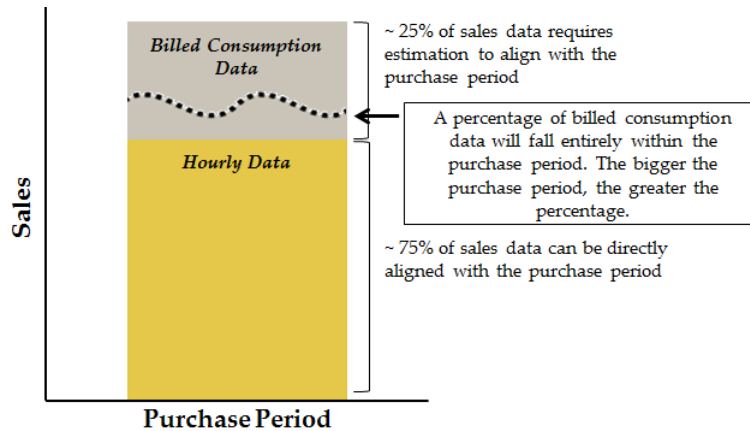 Billed Consumption
Data
~ 25% of sales data requires
estimation to align with the
purchase period
A percentage of billed consumption
data will fall entirely within the
purchase period. The bigger the
purchase period, the greater the
percentage.
Hourly Data
~ 75% of sales data can be directly
aligned with the purchase period
Sales
Purchase Period